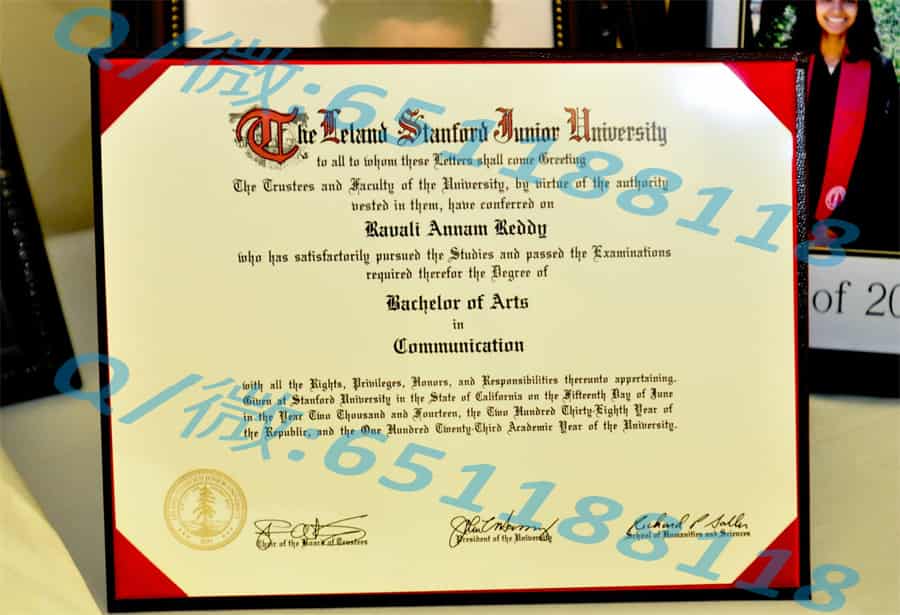 Q/微:651188118
The Leland Stanford Junior University
to all to whom these Letters shall come Greeting
The Trustees and Faculty of the University, by virtue of the authority
vested in them, have conferred on
Ravali Annam Reddy
who has satisfactorily pursued the Studies and passed the Examinations
required therefor the Degree of
Bachelor of Arts
in
Communication
of 20
with all the Rights, Privileges, Honors, and Responsibilities thereunto appertaining.
Given at Stanford University in the State of California on the Fifteenth Day of June
in the Year Two Thousand and Fourteen, the Two Hundred Thirty-Eighth Year of
the Republic, and the One Hundred Twenty-Third Academic Year of the University.
Q/微:651188118
Chair of the Board of Trustees
President of the University
School of Humanities and Sciences